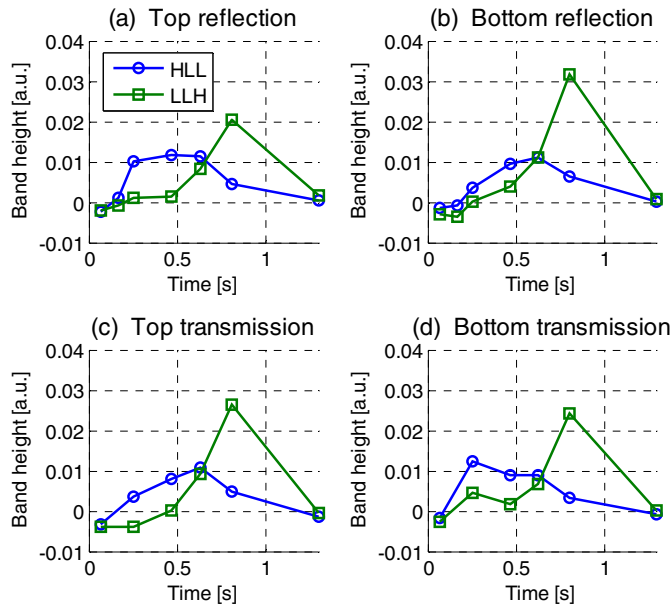 (a) Top reflection
Band height [a.u.]
0.04
0.03
0.02
0.01
0
-0.01
HLL
LLH
0 0.5 1
Time [s]
(b) Bottom reflection
Band height [a.u.]
0.04
0.03
0.02
0.01
0
-0.01
0 0.5 1
Time [s]
(c) Top transmission
Band height [a.u.]
0.04
0.03
0.02
0.01
0
-0.01
0 0.5 1
Time [s]
(d) Bottom transmission
Band height [a.u.]
0.04
0.03
0.02
0.01
0
-0.01
0 0.5 1
Time [s]